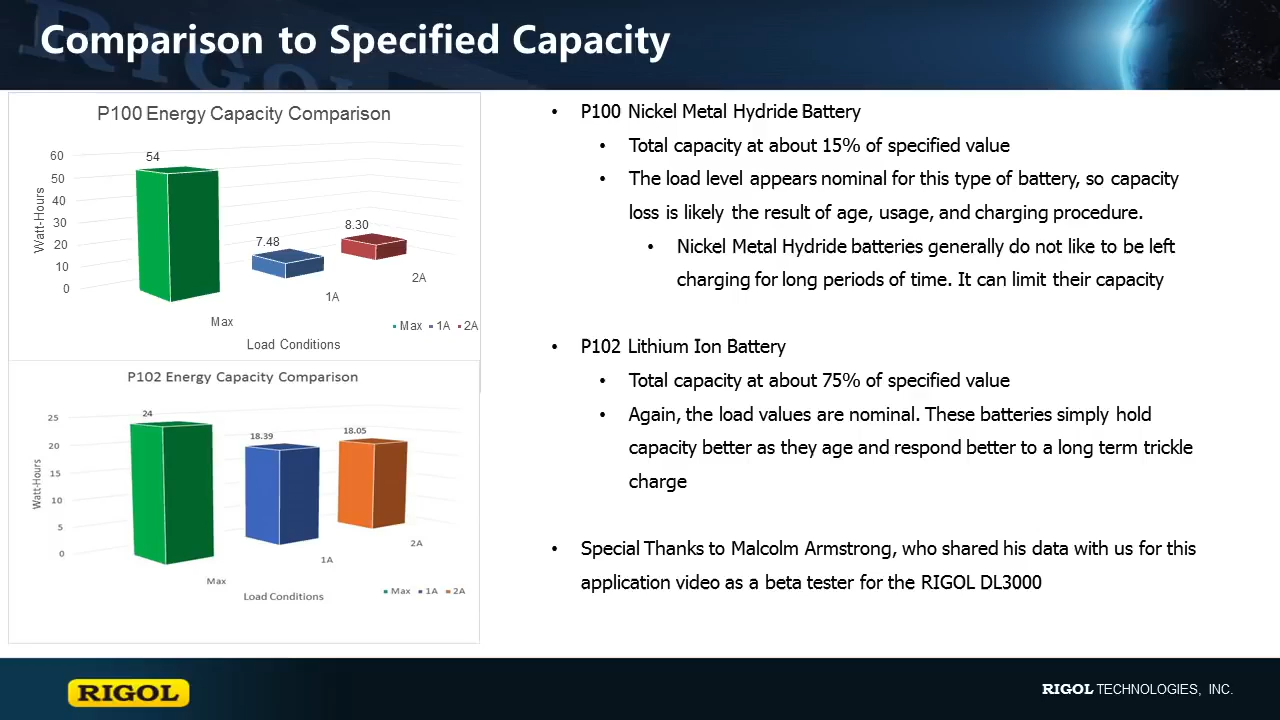 Comparison to Specified Capacity
P100 Energy Capacity Comparison
60
50
40
30
20
10
0
Watt-Hours
54
7.48
8.30
Max
1A
2A
Max 1A 2A
Load Conditions
P102 Energy Capacity Comparison
25
20
15
10
5
0
Watt-Hours
24
18.39
18.05
Max
1A
2A
Max 1A 2A
Load Conditions
• P100 Nickel Metal Hydride Battery
• Total capacity at about 15% of specified value
• The load level appears nominal for this type of battery, so capacity
loss is likely the result of age, usage, and charging procedure.
• Nickel Metal Hydride batteries generally do not like to be left
charging for long periods of time. It can limit their capacity
• P102 Lithium Ion Battery
• Total capacity at about 75% of specified value
• Again, the load values are nominal. These batteries simply hold
capacity better as they age and respond better to a long term trickle
charge
• Special Thanks to Malcolm Armstrong, who shared his data with us for this
application video as a beta tester for the RIGOL DL3000
RIGOL
RIGOL TECHNOLOGIES, INC.